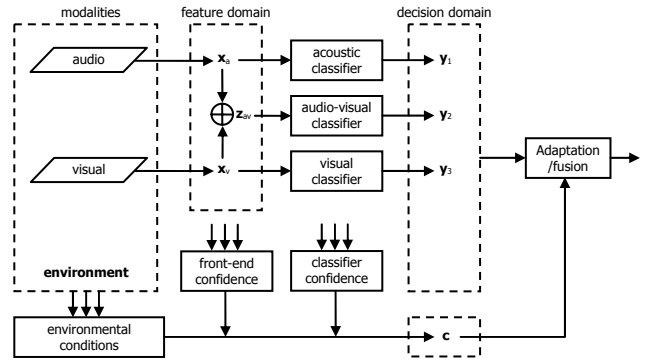 modalities
feature domain
decision domain
audio
xa
acoustic
classifier
y1
zav
audio-visual
classifier
y2
visual
xv
visual
classifier
y3
Adaptation
/fusion
environment
front-end
confidence
classifier
confidence
environmental
conditions
c